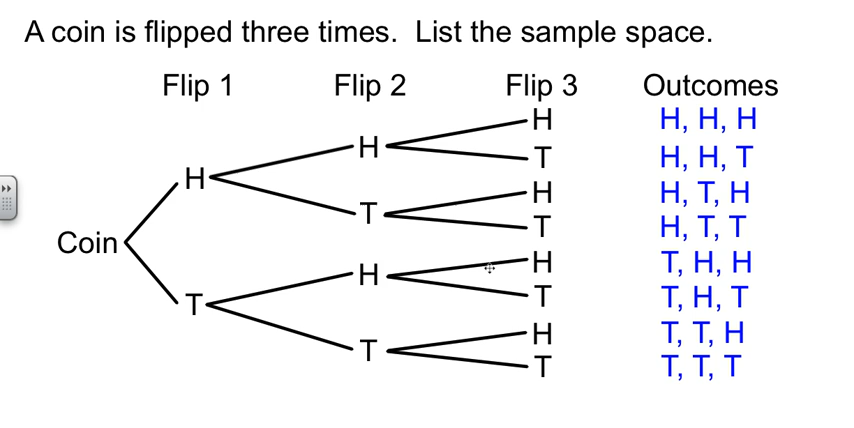 A coin is flipped three times.  List the sample space.
Flip 1 Flip 2 Flip 3 Outcomes
H H, H, H
H
T H, H, T
H
H H, T, H
T
T H, T, T
Coin
H T, H, H
H
T T, H, T
T
H T, T, H
T
T T, T, T